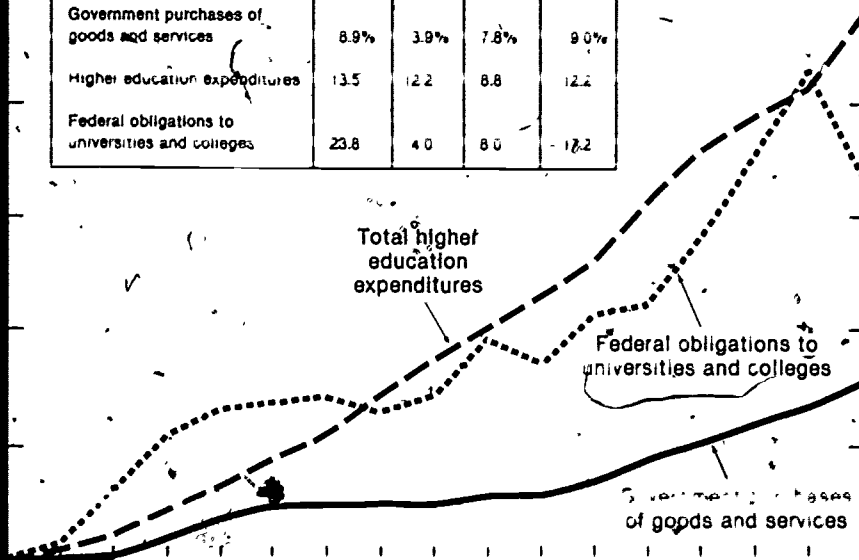 Government purchases of
goods and services 8.9% 3.9% 7.8% 9.0%
Higher education expenditures 13.5 12.2 8.8 12.2
Federal obligations to
universities and colleges 23.8 4.0 8.0
Total higher
education
expenditures
Federal obligations to
universities and colleges
of goods and services